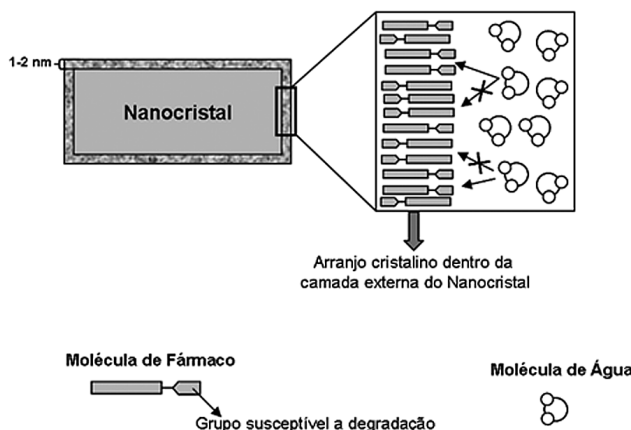 1-2 nm
Nanocristal
Arranjo cristalino dentro da
camada externa do Nanocristal
Molécula de Fármaco
Grupo susceptível a degradação
Molécula de Água